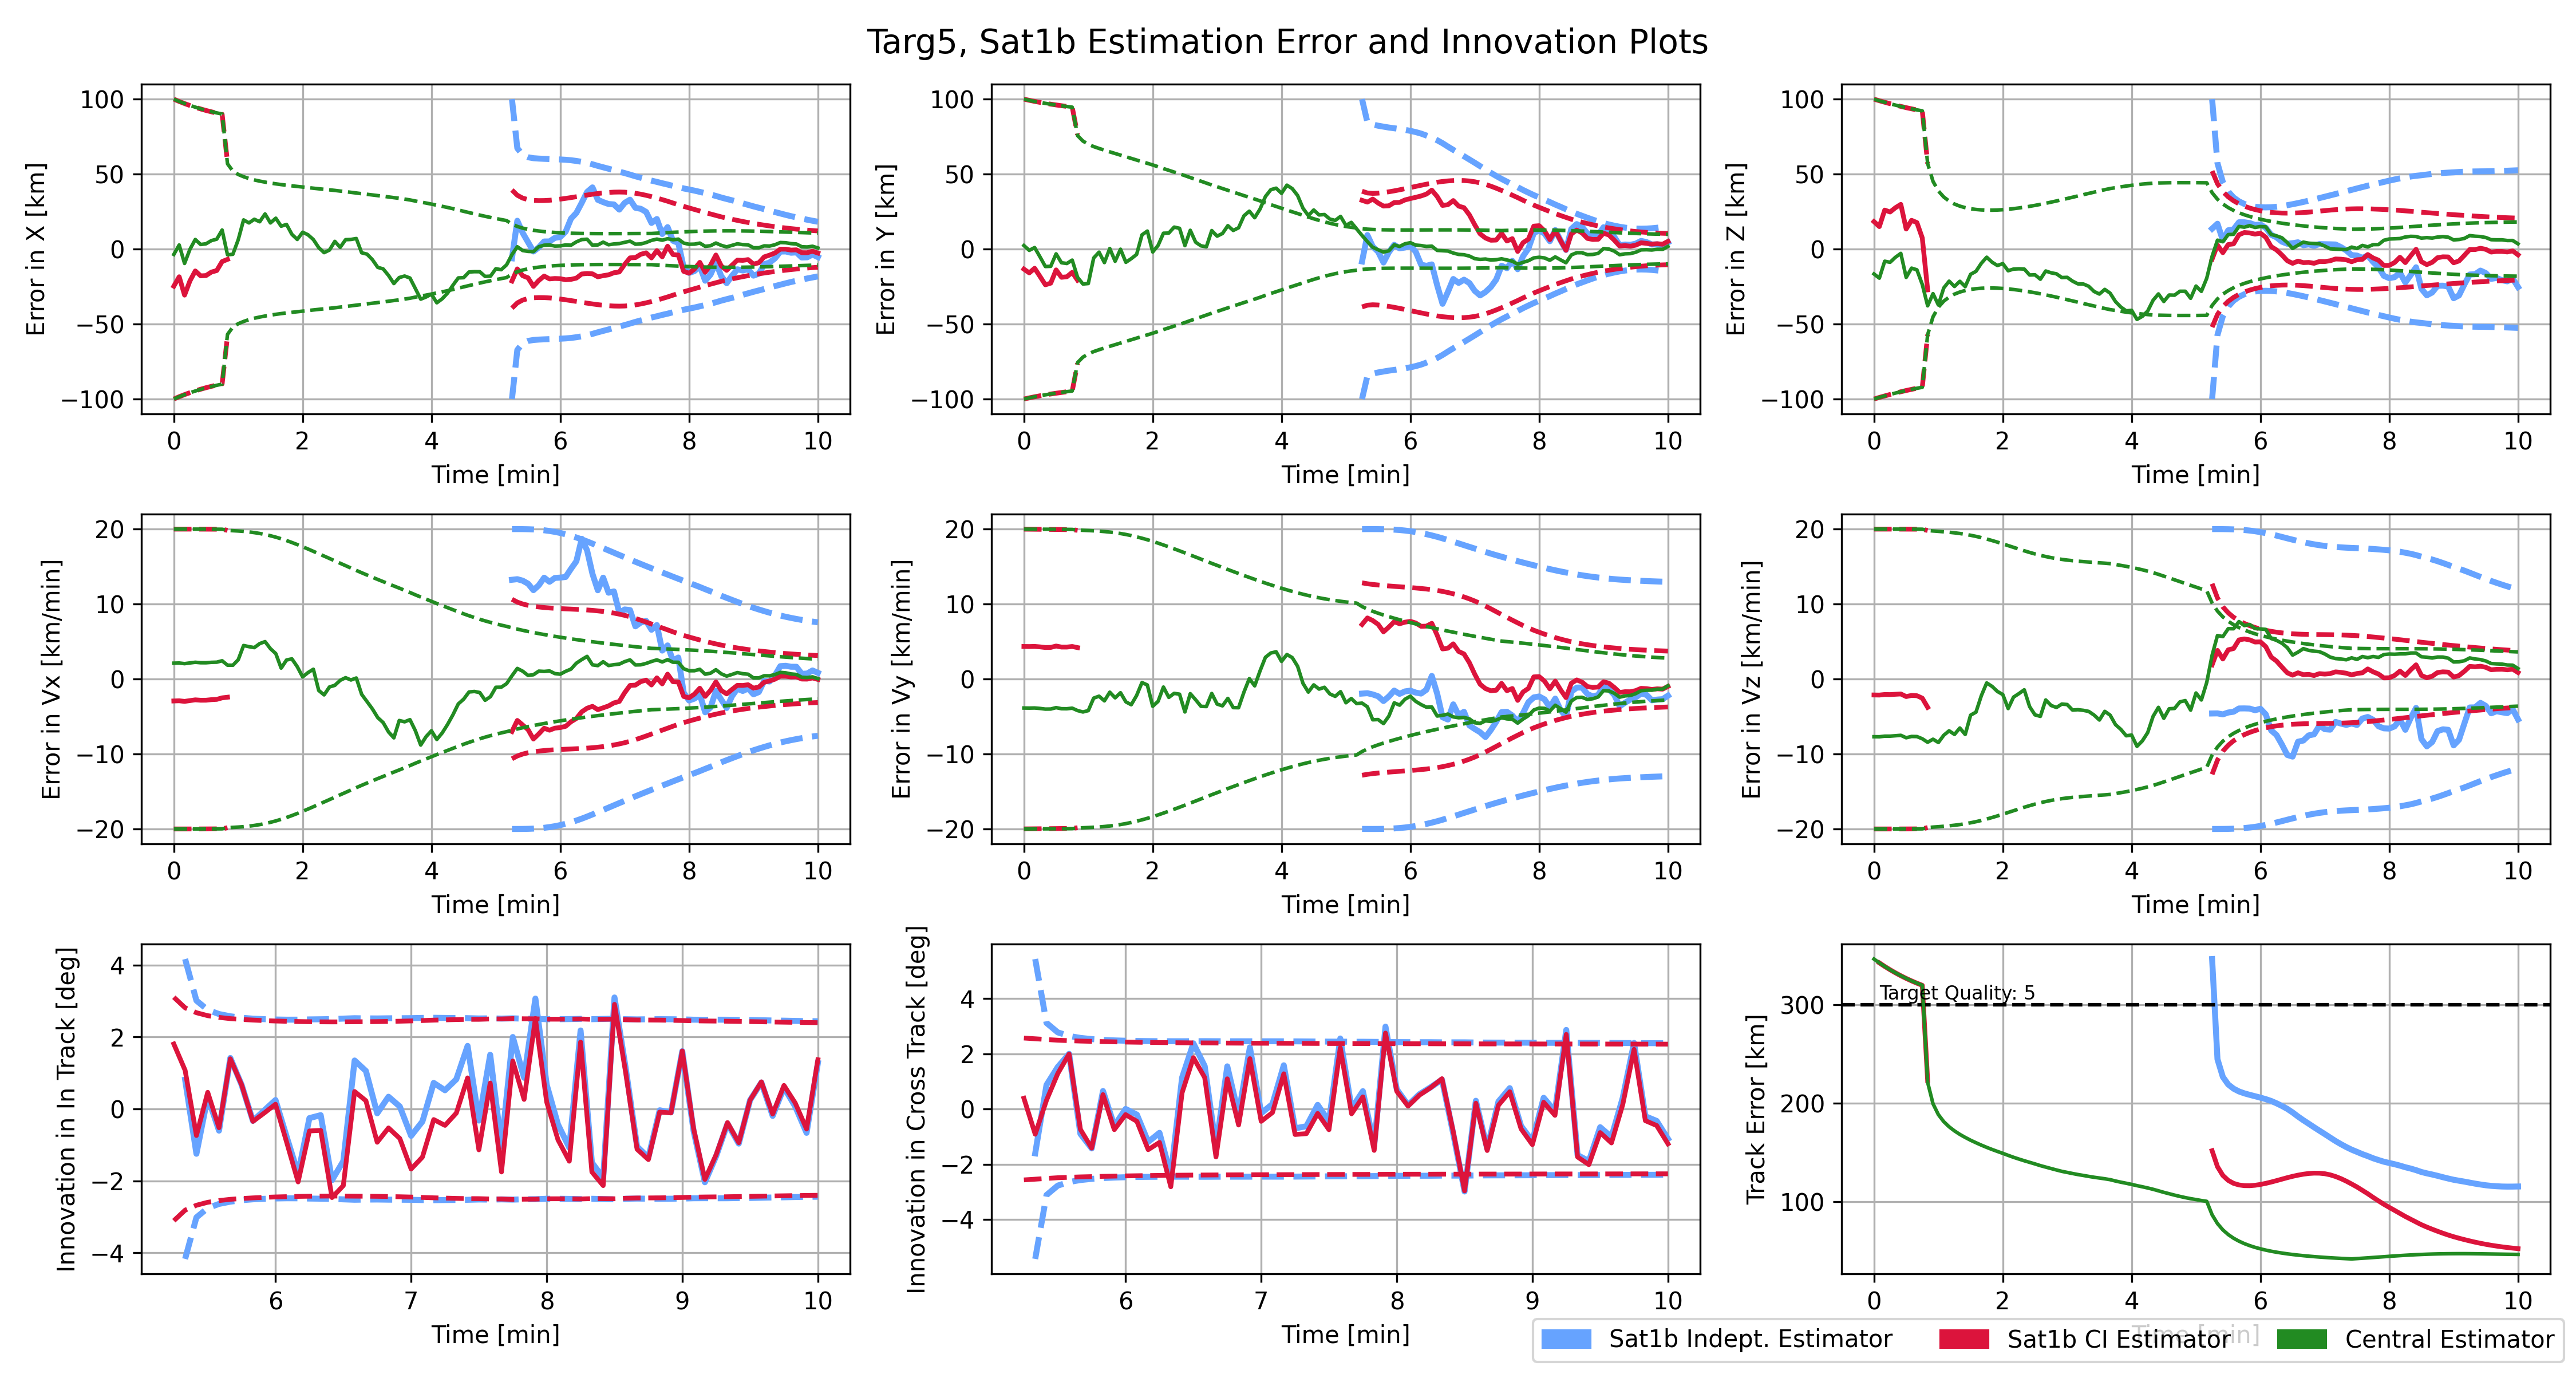 Targ5, Sat1b Estimation Error and Innovation Plots
Error in X [km]
100
50
0
−50
−100
0 2 4 6 8 10
Time [min]
Error in Y [km]
100
50
0
−50
−100
0 2 4 6 8 10
Time [min]
Error in Z [km]
100
50
0
−50
−100
0 2 4 6 8 10
Time [min]
Error in Vx [km/min]
20
10
0
−10
−20
0 2 4 6 8 10
Time [min]
Error in Vy [km/min]
20
10
0
−10
−20
0 2 4 6 8 10
Time [min]
Error in Vz [km/min]
20
10
0
−10
−20
0 2 4 6 8 10
Time [min]
Innovation in In Track [deg]
4
2
0
−2
−4
6 7 8 9 10
Time [min]
Innovation in Cross Track [deg]
4
2
0
−2
−4
6 7 8 9 10
Time [min]
Track Error [km]
300
200
100
Target Quality: 5
0 2 4 6 8 10
Time [min]
Sat1b Indept. Estimator
Sat1b CI Estimator
Central Estimator